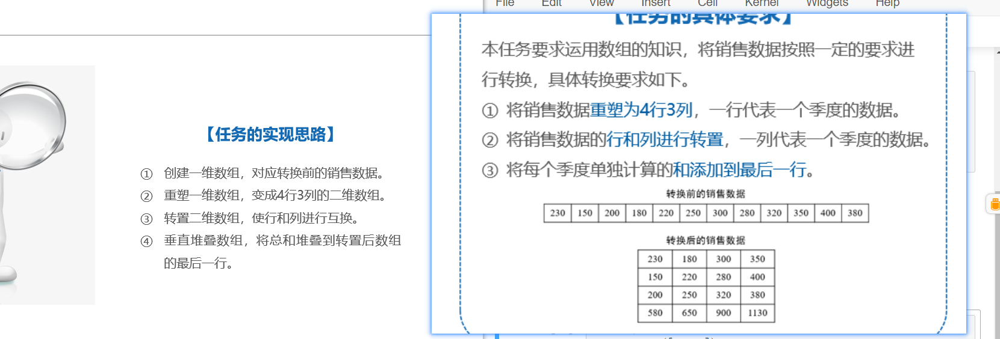 File Edit View Insert Cell Kernel Widgets Help
【任务的实现思路】
① 创建一维数组，对应转换前的销售数据。
② 重塑一维数组，变成4行3列的二维数组。
③ 转置二维数组，使行和列进行互换。
④ 垂直堆叠数组，将总和堆叠到转置后数组
的最后一行。
【任务的具体要求】
本任务要求运用数组的知识，将销售数据按照一定的要求进
行转换，具体转换要求如下。
① 将销售数据重塑为4行3列，一行代表一个季度的数据。
② 将销售数据的行和列进行转置，一列代表一个季度的数据。
③ 将每个季度单独计算的和添加到最后一行。
转换前的销售数据
230 150 200 180 220 250 300 280 320 350 400 380
转换后的销售数据
230 180 300 350
150 220 280 400
200 250 320 380
580 650 900 1130